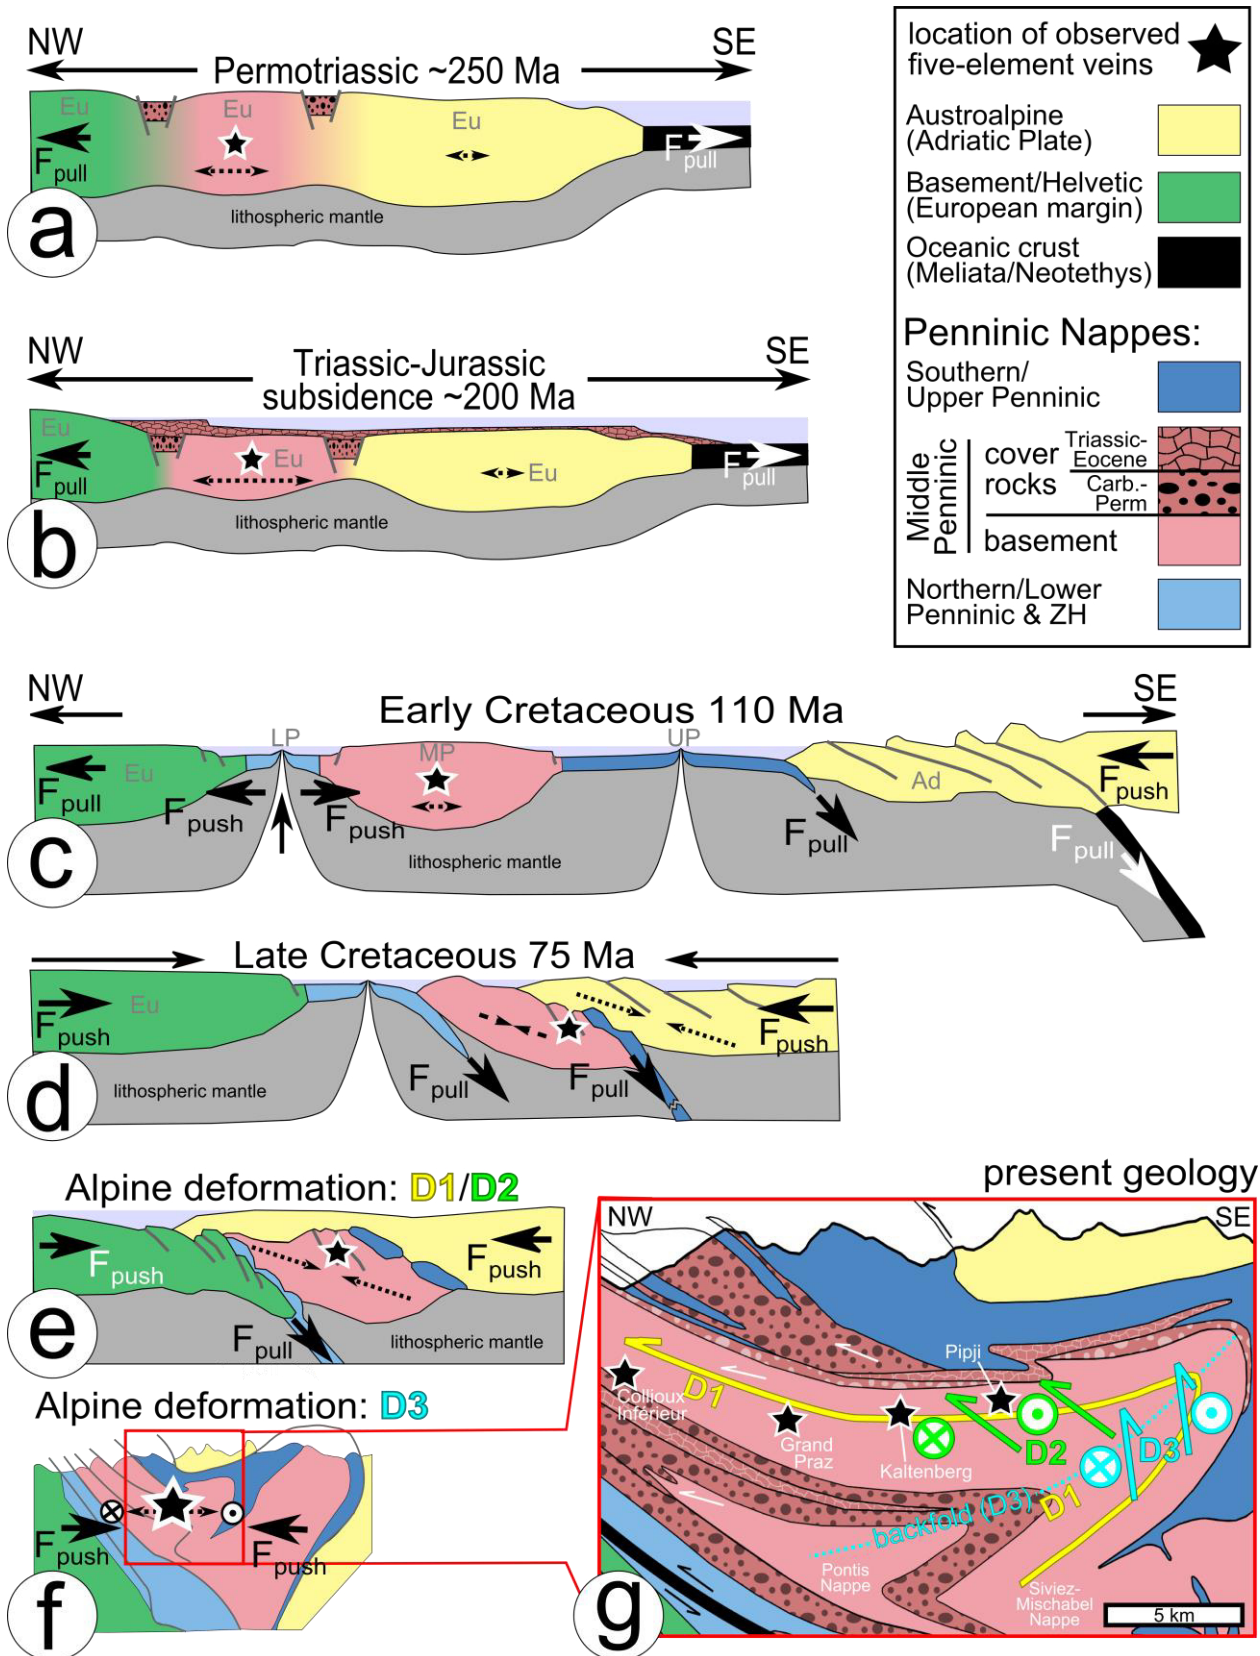 NW
SE
Permotriassic ~250 Ma
Eu
Eu
Eu
F pull
F pull
lithospheric mantle
a
NW
SE
Triassic-Jurassic
subsidence ~200 Ma
Eu
Eu
Eu
F pull
F pull
lithospheric mantle
b
location of observed
five-element veins
Austroalpine
(Adriatic Plate)
Basement/Helvetic
(European margin)
Oceanic crust
(Meliata/Neotethys)
Penninic Nappes:
Southern/
Upper Penninic
Middle
Penninic
cover
rocks
Triassic-
Eocene
Carb.-
Perm
basement
Northern/Lower
Penninic & ZH
NW
SE
Early Cretaceous 110 Ma
LP
UP
MP
Eu
Ad
F pull
F push
F push
F pull
F push
F pull
lithospheric mantle
c
Late Cretaceous 75 Ma
Eu
F push
F push
F pull
F pull
lithospheric mantle
d
Alpine deformation: D1/D2
F push
F push
F pull
lithospheric mantle
e
Alpine deformation: D3
F push
F push
f
present geology
NW
SE
Pipji
D1
Collioux
Inférieur
Grand
Praz
Kaltenberg
D2
D3
backfold (D3)
D1
Pontis
Nappe
Siviez-
Mischabel
Nappe
5 km
g